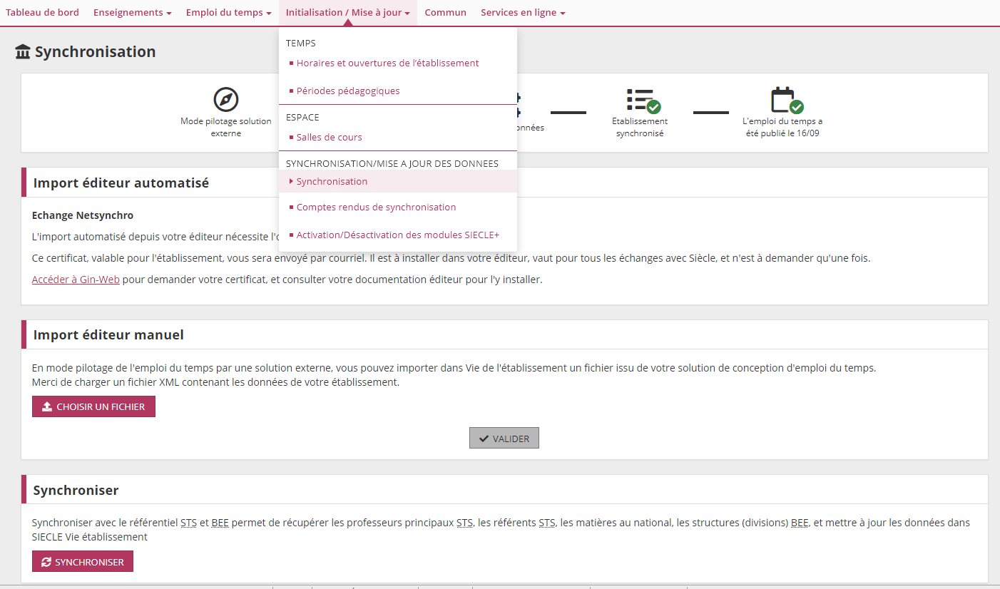 Tableau de bord Enseignements Emploi du temps Initialisation / Mise à jour Commun Services en ligne
TEMPS
Horaires et ouvertures de l’établissement
Périodes pédagogiques
ESPACE
Salles de cours
SYNCHRONISATION/MISE A JOUR DES DONNEES
Synchronisation
Comptes rendus de synchronisation
Activation/Désactivation des modules SIECLE+
Synchronisation
Mode pilotage solution
externe
onnées
Etablissement
synchronisé
L'emploi du temps a
été publié le 16/09
Import éditeur automatisé
Echange Netsynchro
L'import automatisé depuis votre éditeur nécessite
Ce certificat, valable pour l'établissement, vous sera envoyé par courriel. Il est à installer dans votre éditeur, vaut pour tous les échanges avec Siècle, et n'est à demander qu'une fois.
Accéder à Gin-Web pour demander votre certificat, et consulter votre documentation éditeur pour l'y installer.
Import éditeur manuel
En mode pilotage de l'emploi du temps par une solution externe, vous pouvez importer dans Vie de l'établissement un fichier issu de votre solution de conception d'emploi du temps.
Merci de charger un fichier XML contenant les données de votre établissement.
CHOISIR UN FICHIER
VALIDER
Synchroniser
Synchroniser avec le référentiel STS et BEE permet de récupérer les professeurs principaux STS, les référents STS, les matières au national, les structures (divisions) BEE, et mettre à jour les données dans
SIECLE Vie établissement
SYNCHRONISER